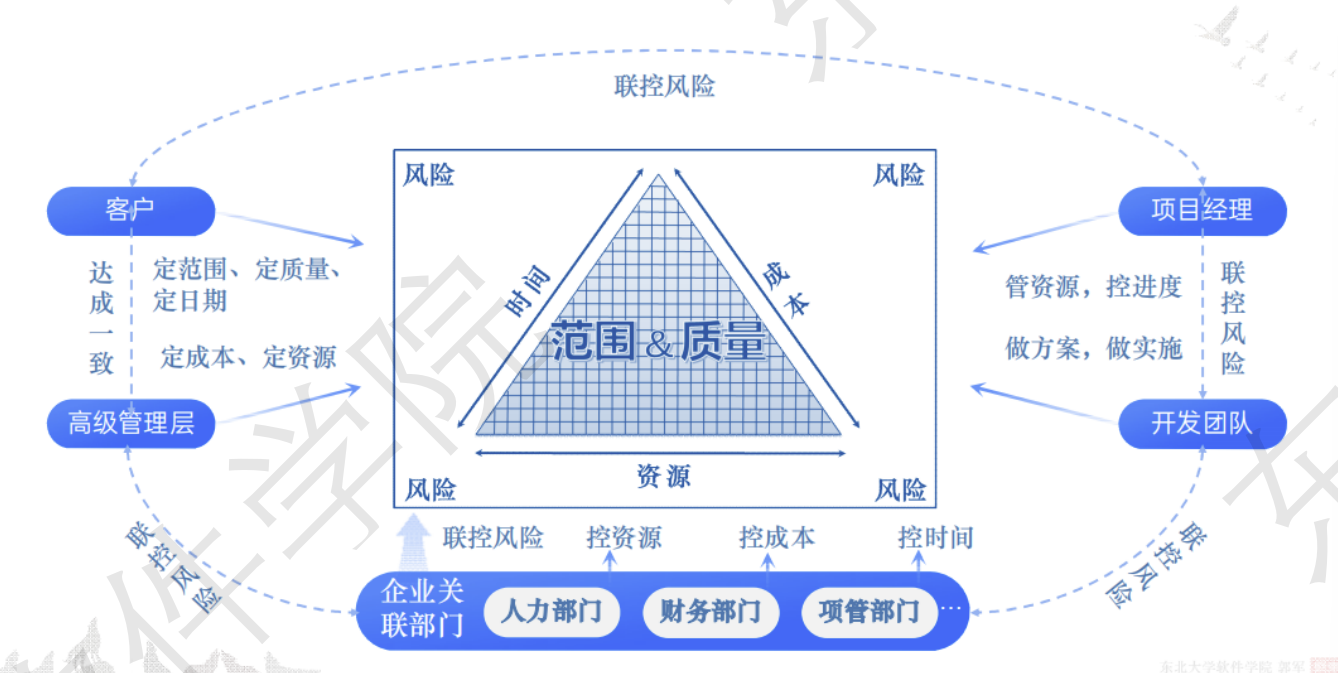 联控风险
风险
风险
客户
项目经理
达成一致
定范围、定质量、
定日期
定成本、定资源
时间
成本
范围&质量
管资源，控进度
做方案，做实施
联控风险
高级管理层
开发团队
资源
风险
风险
联控风险
联控风险
控资源
控成本
控时间
联控风险
企业关
联部门
人力部门
财务部门
项管部门
…
东北大学软件学院 郭军
件学院
东